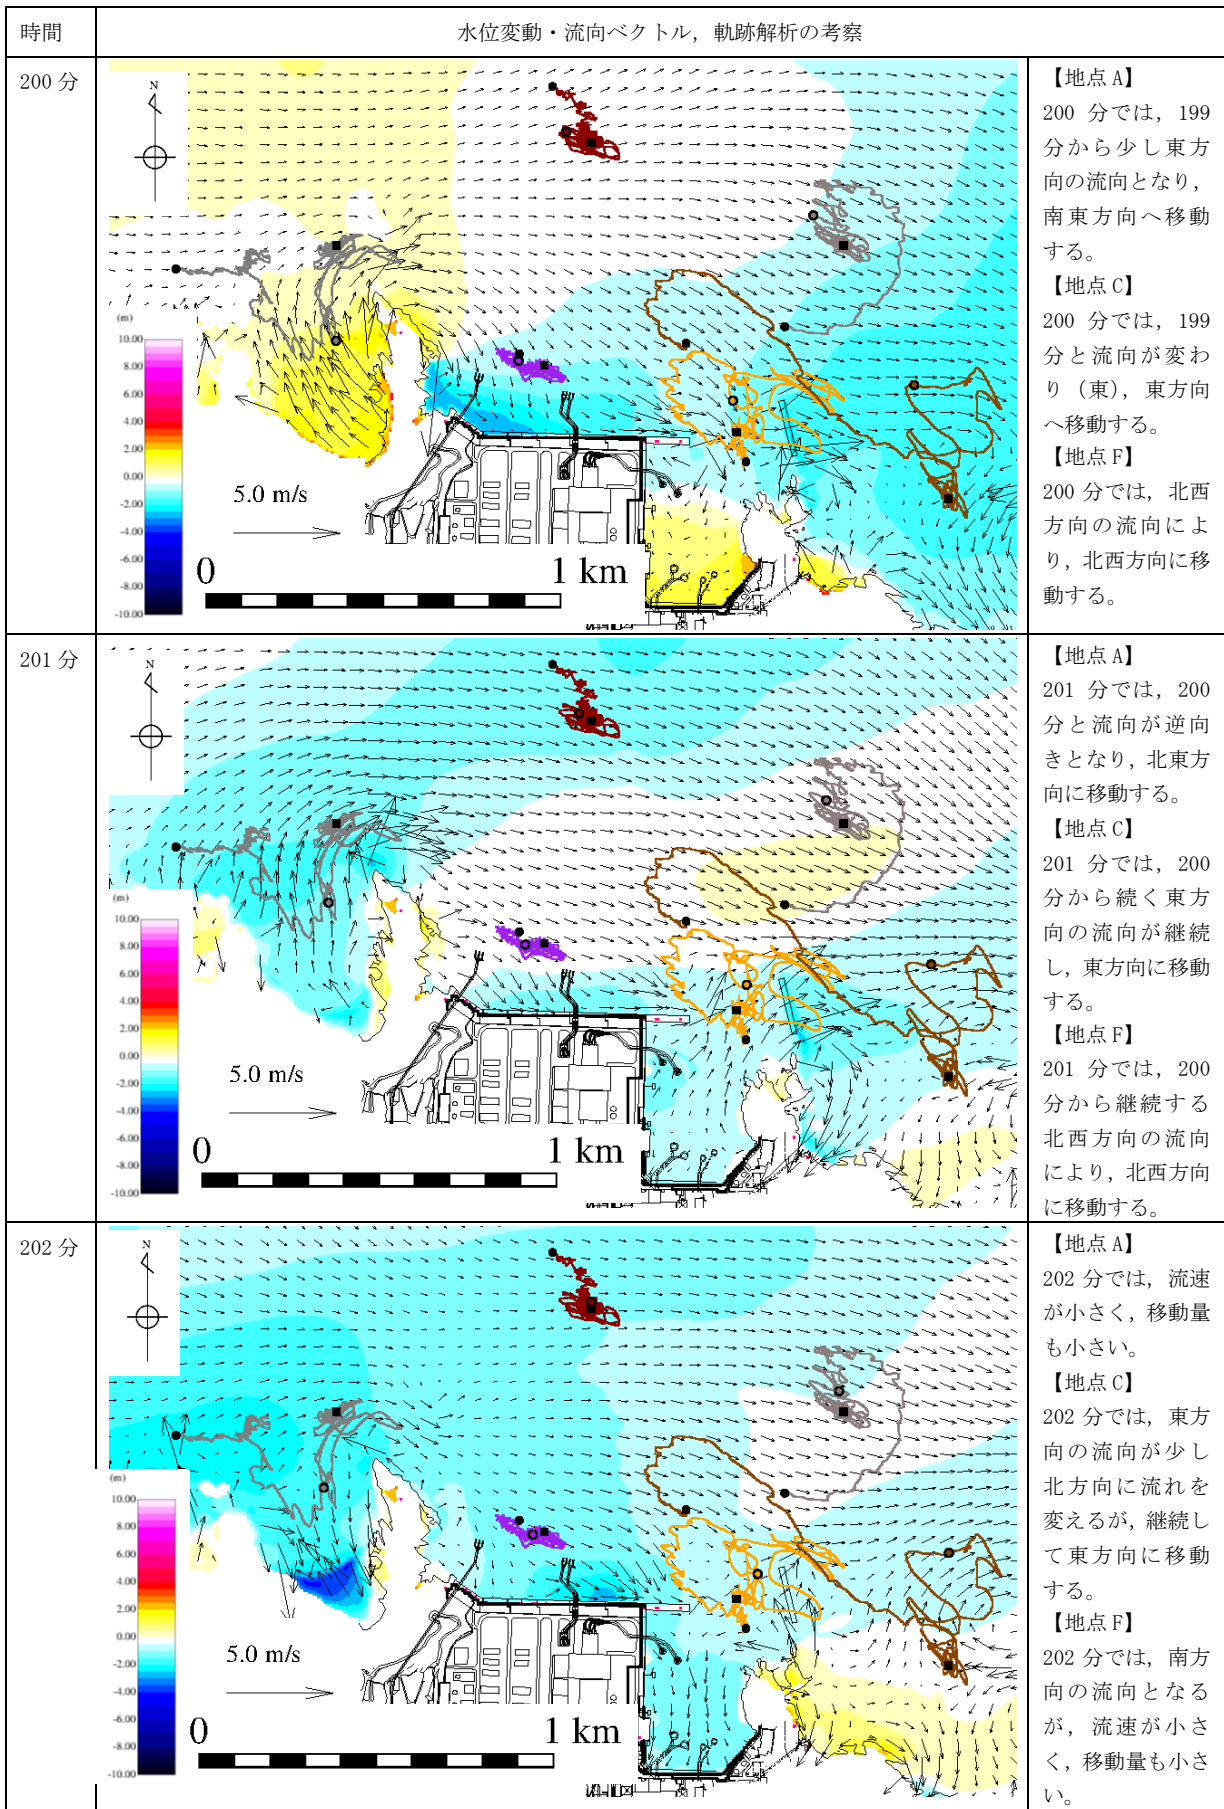 時間
水位変動・流向ベクトル，軌跡解析の考察
200 分
N
(m)
10.00
8.00
6.00
4.00
2.00
0.00
-2.00
-4.00
-6.00
-8.00
-10.00
5.0 m/s
0
1 km
【地点 A】
200 分では，199
分から少し東方
向の流向となり，
南東方向へ移動
する。
【地点 C】
200 分では，199
分と流向が変わ
り（東），東方向
へ移動する。
【地点 F】
200 分では，北西
方向の流向によ
り，北西方向に移
動する。
201 分
N
(m)
10.00
8.00
6.00
4.00
2.00
0.00
-2.00
-4.00
-6.00
-8.00
-10.00
5.0 m/s
0
1 km
【地点 A】
201 分では，200
分と流向が逆向
きとなり，北東方
向に移動する。
【地点 C】
201 分では，200
分から続く東方
向の流向が継続
し，東方向に移動
する。
【地点 F】
201 分では，200
分から継続する
北西方向の流向
により，北西方向
に移動する。
202 分
N
(m)
10.00
8.00
6.00
4.00
2.00
0.00
-2.00
-4.00
-6.00
-8.00
-10.00
5.0 m/s
0
1 km
【地点 A】
202 分では，流速
が小さく，移動量
も小さい。
【地点 C】
202 分では，東方
向の流向が少し
北方向に流れを
変えるが，継続し
て東方向に移動
する。
【地点 F】
202 分では，南方
向の流向となる
が，流速が小さ
く，移動量も小さ
い。